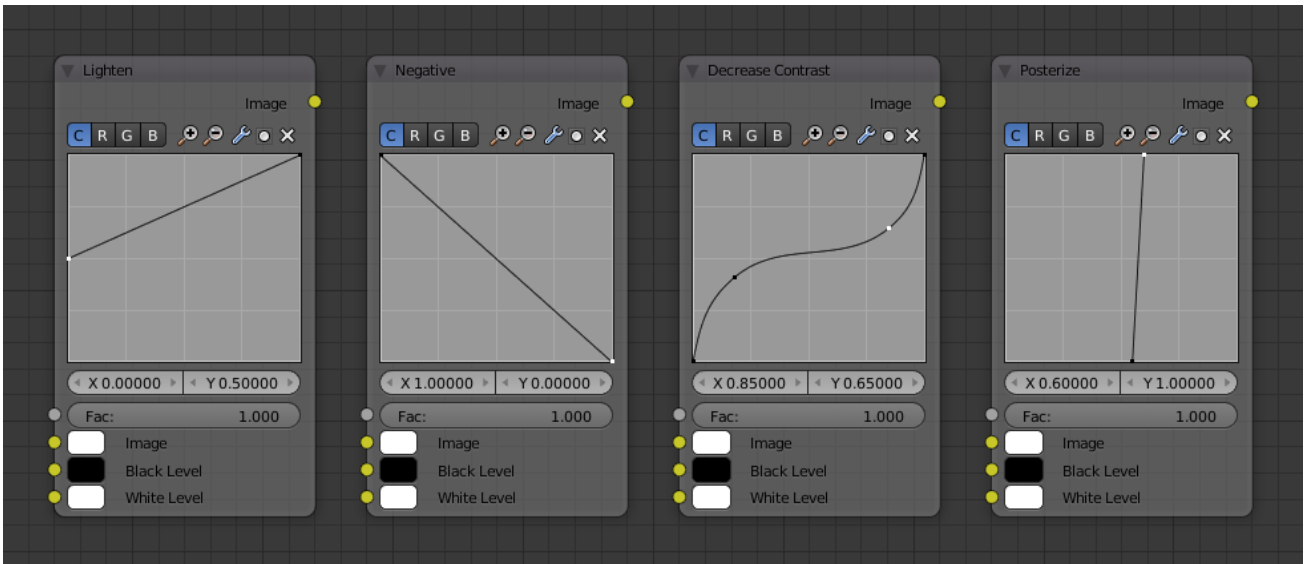 Lighten
Image
C R G B
X 0.00000 Y 0.50000
Fac: 1.000
Image
Black Level
White Level
Negative
Image
C R G B
X 1.00000 Y 0.00000
Fac: 1.000
Image
Black Level
White Level
Decrease Contrast
Image
C R G B
X 0.85000 Y 0.65000
Fac: 1.000
Image
Black Level
White Level
Posterize
Image
C R G B
X 0.60000 Y 1.00000
Fac: 1.000
Image
Black Level
White Level